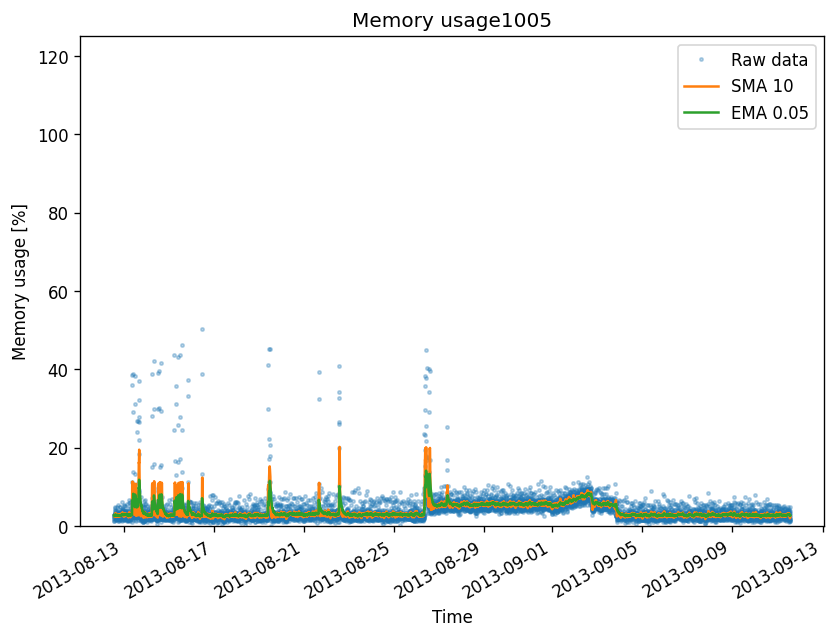 Memory usage1005
Raw data
SMA 10
EMA 0.05
Memory usage [%]
120
100
80
60
40
20
0
2013-08-13
2013-08-17
2013-08-21
2013-08-25
2013-08-29
2013-09-01
2013-09-05
2013-09-09
2013-09-13
Time